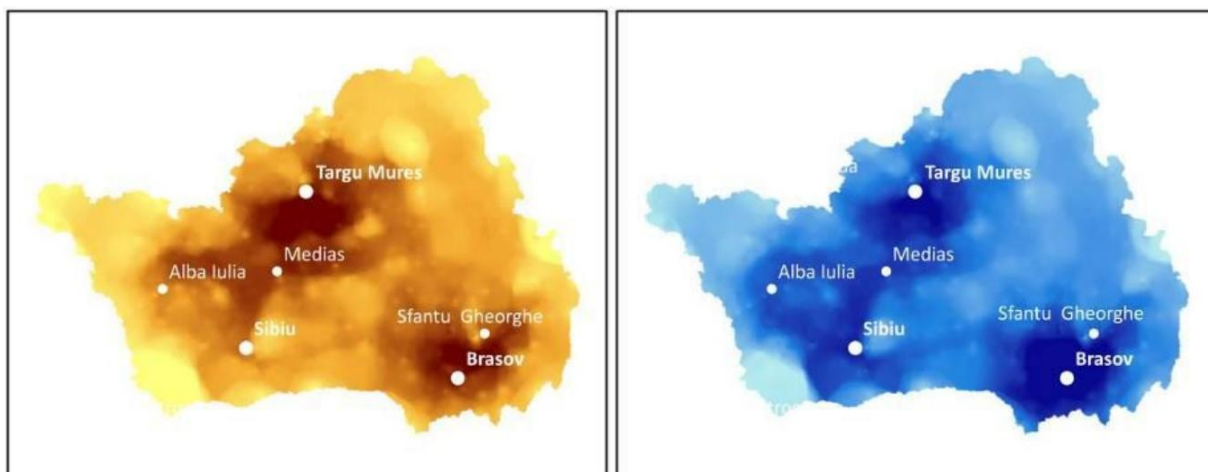 Targu Mures
Medias
Alba Iulia
Sibiu
Sfantu Gheorghe
Brasov
Targu Mures
Medias
Alba Iulia
Sibiu
Sfantu Gheorghe
Brasov